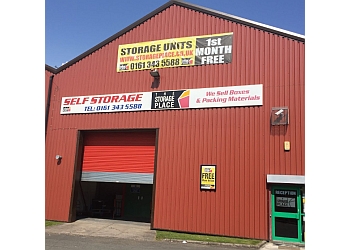 STORAGE UNITS
WWW.STORAGEPLACE.CO.UK
0161 343 5588
1st
MONTH
FREE
SELF STORAGE
TEL: 0161 343 5588
THE
STORAGE
PLACE
We Sell Boxes
& Packing Materials
FREE
RECEPTION